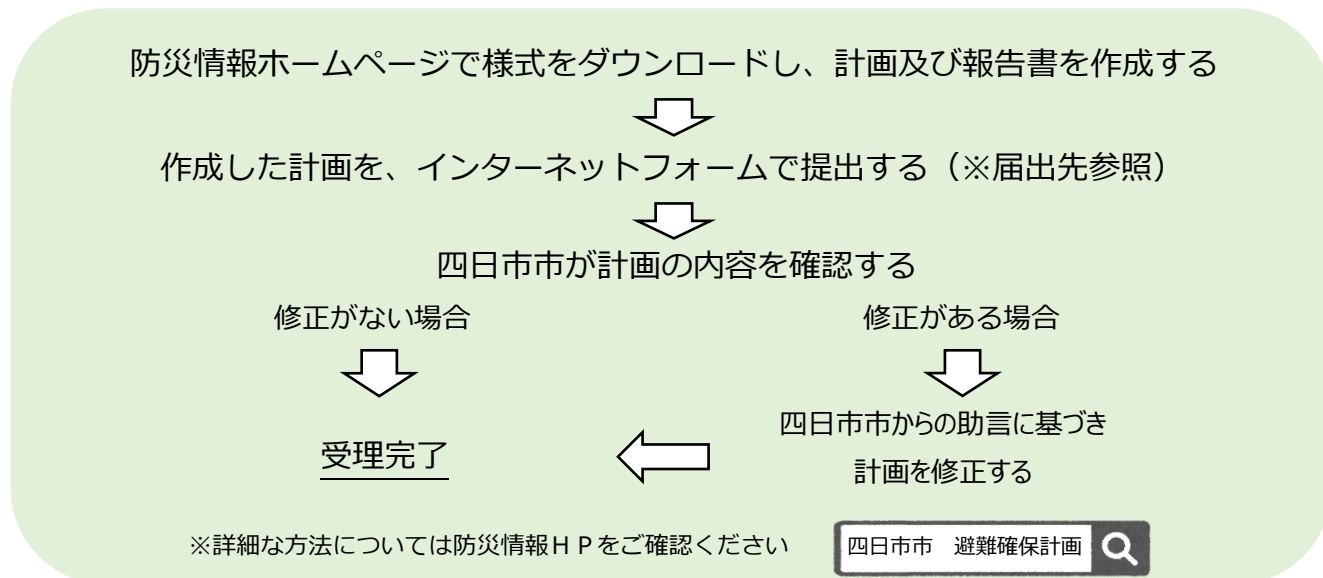 防災情報ホームページで様式をダウンロードし、計画及び報告書を作成する
作成した計画を、インターネットフォームで提出する（※届出先参照）
四日市市が計画の内容を確認する
修正がない場合
修正がある場合
四日市市からの助言に基づき
計画を修正する
受理完了
※詳細な方法については防災情報ＨＰをご確認ください
四日市市　避難確保計画